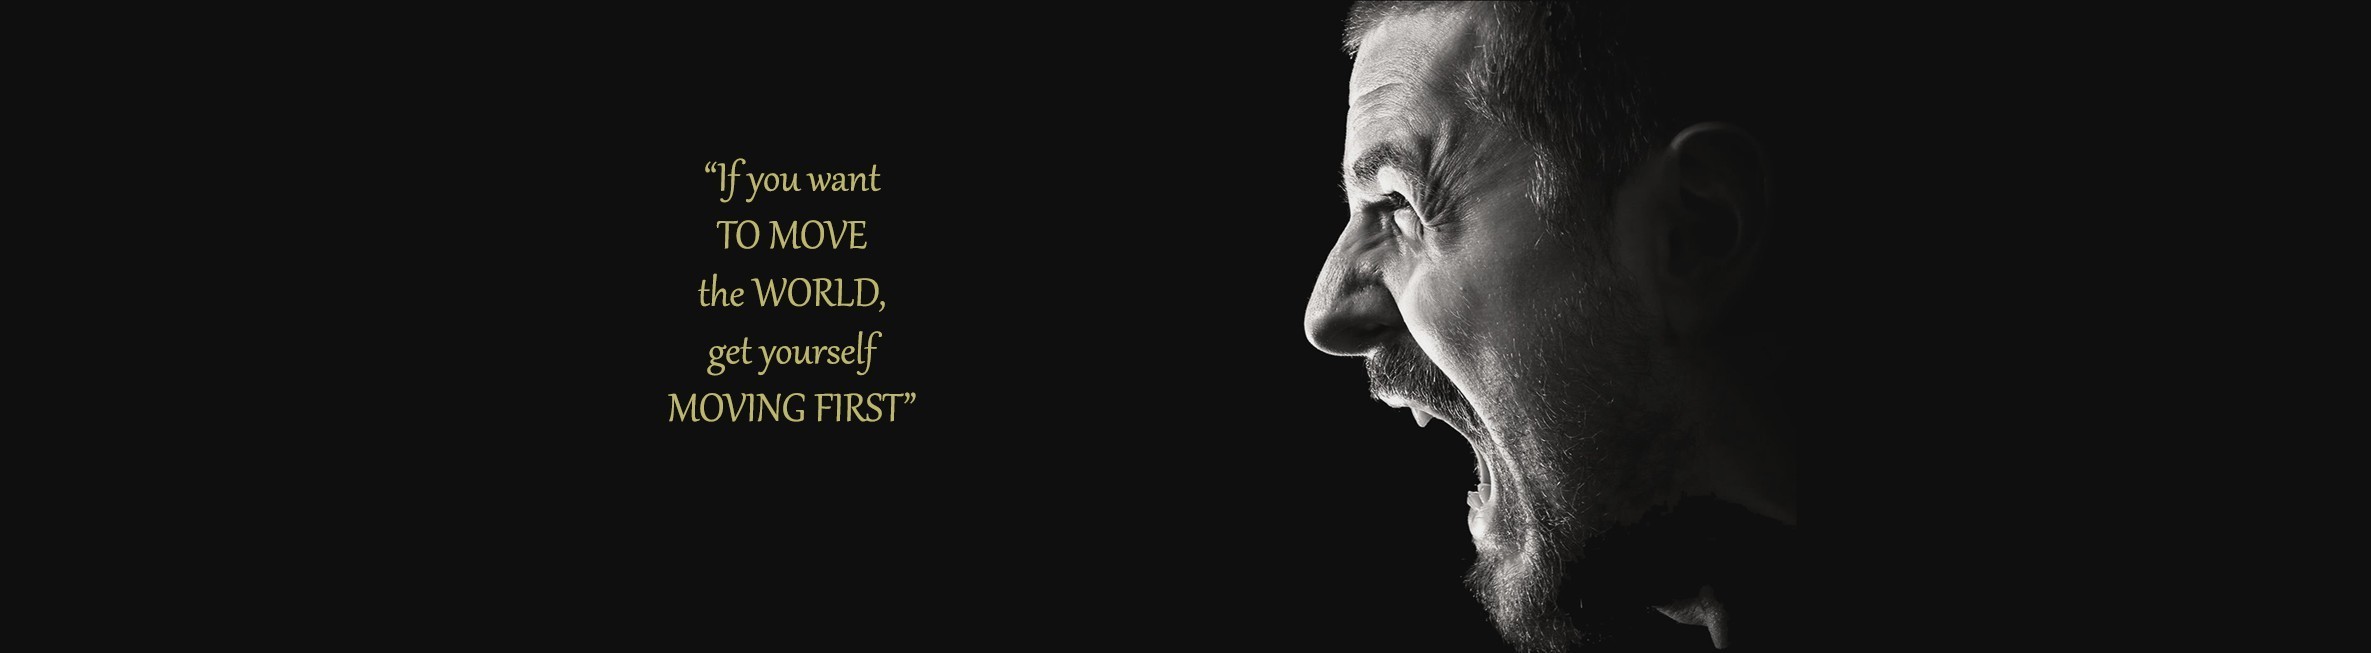 “If you want
TO MOVE
the WORLD,
get yourself
MOVING FIRST”